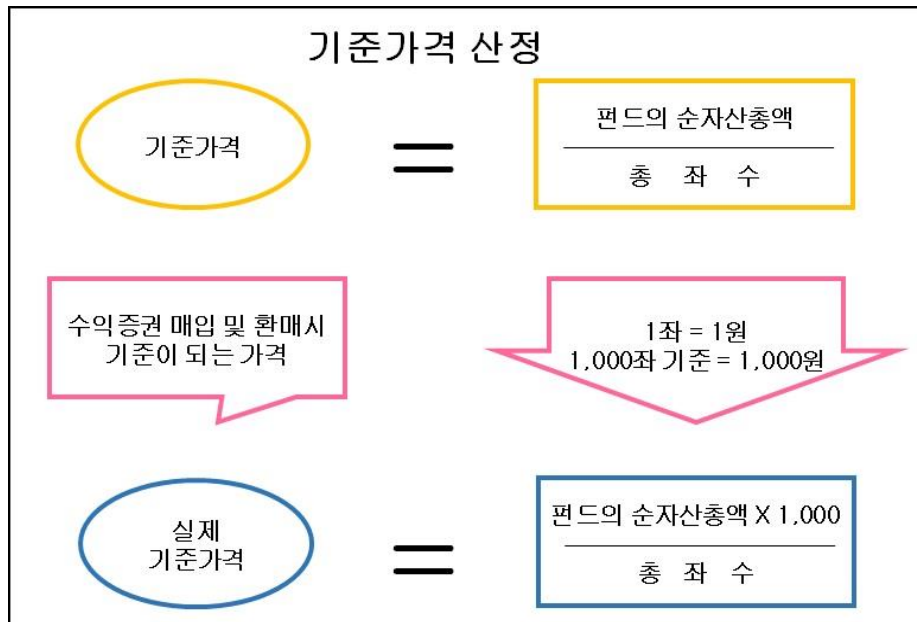 기준가격 산정
기준가격
=
펀드의 순자산총액
총 좌 수
수익증권 매입 및 환매시
기준이 되는 가격
1좌 = 1원
1,000좌 기준 = 1,000원
실제
기준가격
=
펀드의 순자산총액 X 1,000
총 좌 수